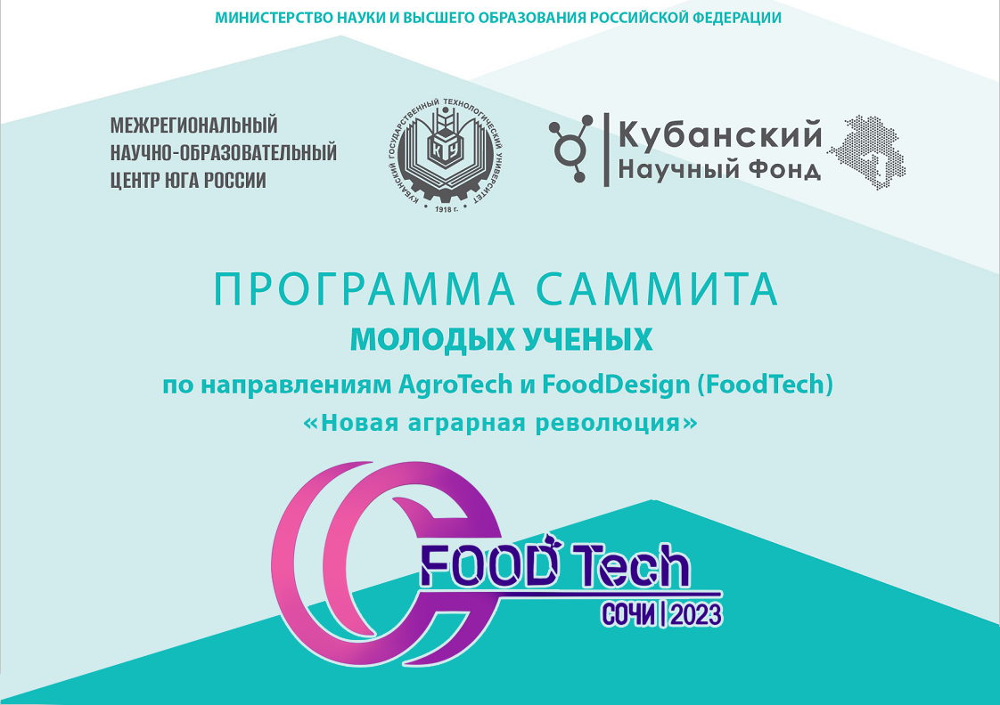 МИНИСТЕРСТВО НАУКИ И ВЫСШЕГО ОБРАЗОВАНИЯ РОССИЙСКОЙ ФЕДЕРАЦИИ
МЕЖРЕГИОНАЛЬНЫЙ
НАУЧНО-ОБРАЗОВАТЕЛЬНЫЙ
ЦЕНТР ЮГА РОССИИ
КУБАНСКИЙ ГОСУДАРСТВЕННЫЙ ТЕХНОЛОГИЧЕСКИЙ УНИВЕРСИТЕТ
КГУ
• 1918 г. •
Кубанский
Научный Фонд
ПРОГРАММА САММИТА
МОЛОДЫХ УЧЕНЫХ
по направлениям AgroTech и FoodDesign (FoodTech)
«Новая аграрная революция»
FOOD Tech
СОЧИ | 2023